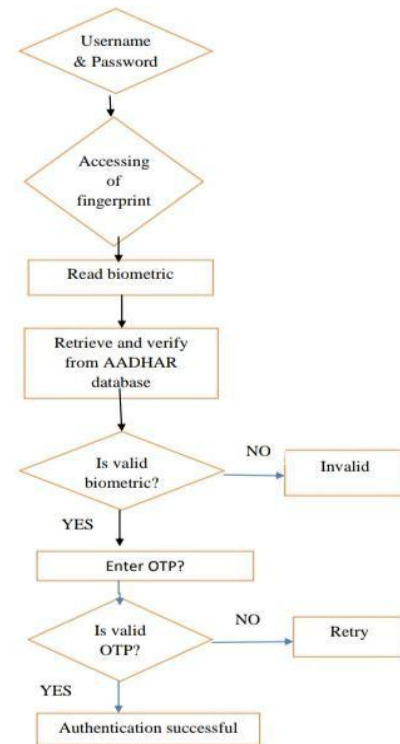 Username
& Password
Accessing
of
fingerprint
Read biometric
Retrieve and verify
from AADHAR
database
Is valid
biometric?
NO
Invalid
YES
Enter OTP?
Is valid
OTP?
NO
Retry
YES
Authentication successful